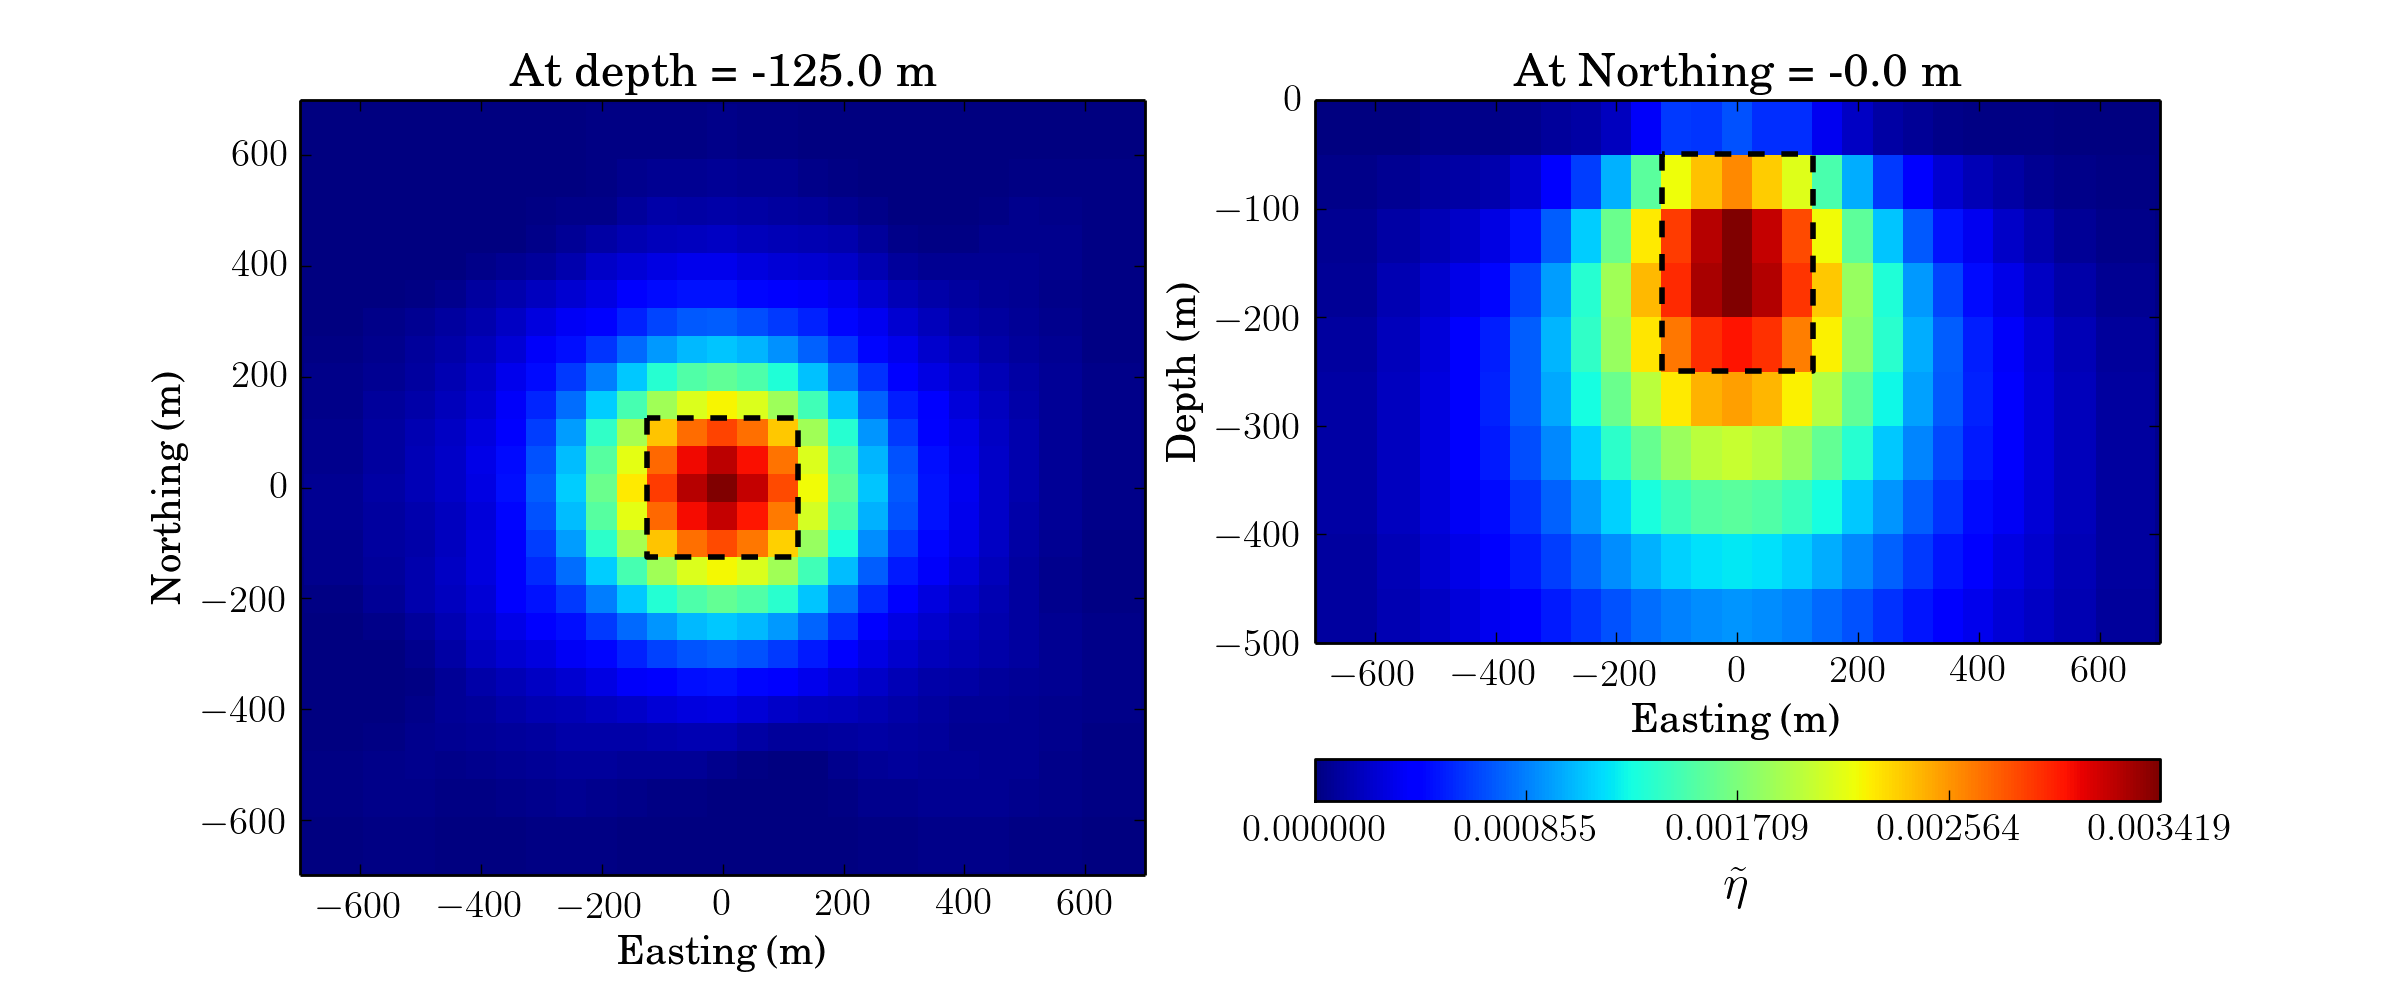 At depth = -125.0 m
600
400
200
0
−200
−400
−600
Northing (m)
−600 −400 −200 0 200 400 600
Easting (m)
At Northing = -0.0 m
0
−100
−200
−300
−400
−500
Depth (m)
−600 −400 −200 0 200 400 600
Easting (m)
0.000000 0.000855 0.001709 0.002564 0.003419
η̃